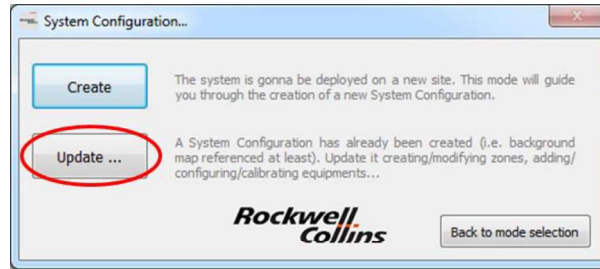 System Configuration...
Create
The system is gonna be deployed on a new site. This mode will guide
you through the creation of a new System Configuration.
Update ...
A System Configuration has already been created (i.e. background
map referenced at least). Update it creating/modifying zones, adding/
configuring/calibrating equipments...
Rockwell
Collins
Back to mode selection